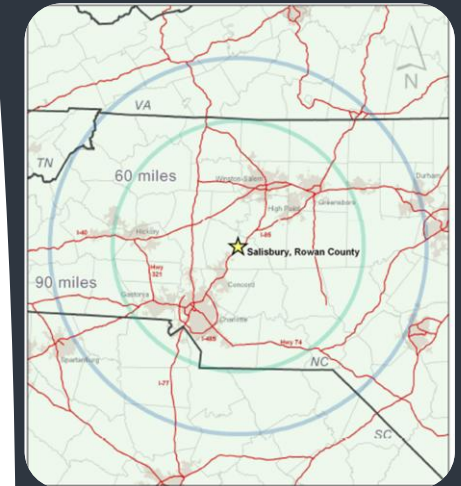 N
VA
TN
60 miles
Winston-Salem
Durham
High Point
Greensboro
I-40
Hickory
I-85
Salisbury, Rowan County
Hwy
321
90 miles
Concord
Gastonia
Charlotte
I-485
Hwy 74
Spartanburg
NC
I-77
SC